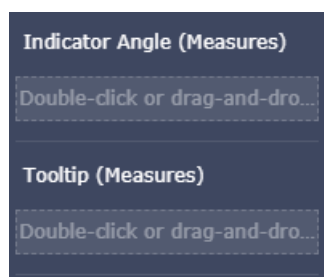 Indicator Angle (Measures)
Double-click or drag-and-dro...
Tooltip (Measures)
Double-click or drag-and-dro...